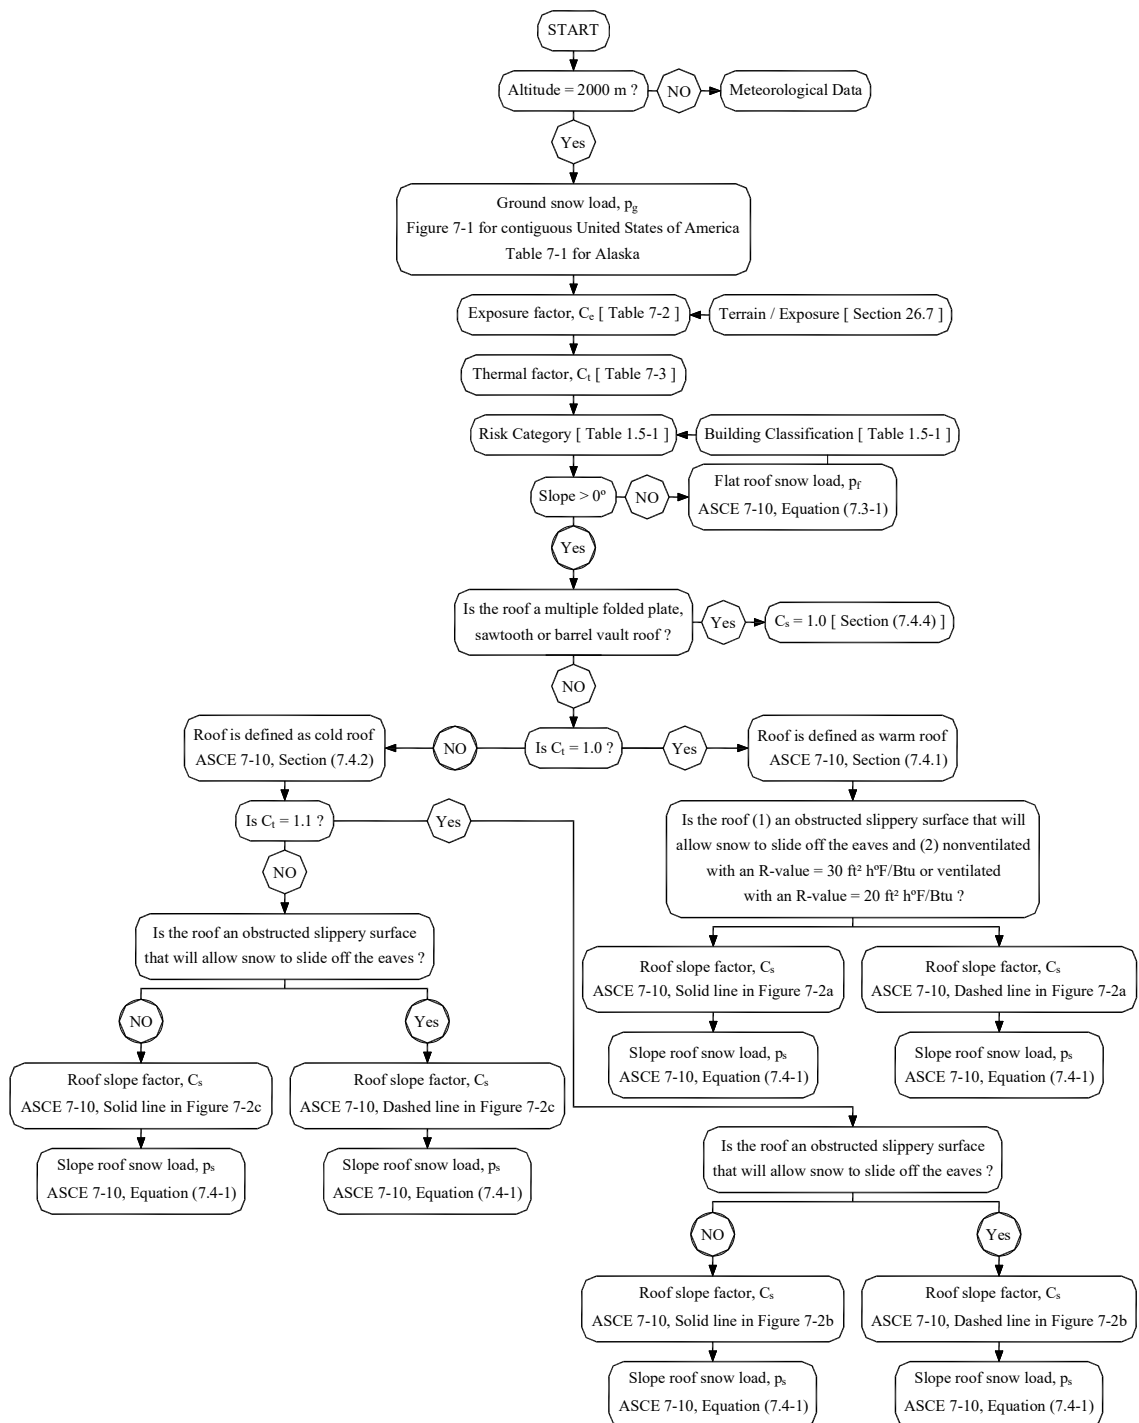 START
Altitude = 2000 m ?
NO
Meteorological Data
Yes
Ground snow load, pg
Figure 7-1 for contiguous United States of America
Table 7-1 for Alaska
Exposure factor, Ce [ Table 7-2 ]
Terrain / Exposure [ Section 26.7 ]
Thermal factor, Ct [ Table 7-3 ]
Risk Category [ Table 1.5-1 ]
Building Classification [ Table 1.5-1 ]
Slope > 0º
NO
Flat roof snow load, pf
ASCE 7-10, Equation (7.3-1)
Yes
Is the roof a multiple folded plate,
sawtooth or barrel vault roof ?
Yes
Cs = 1.0 [ Section (7.4.4) ]
NO
Roof is defined as cold roof
ASCE 7-10, Section (7.4.2)
NO
Is Ct = 1.0 ?
Yes
Roof is defined as warm roof
ASCE 7-10, Section (7.4.1)
Is Ct = 1.1 ?
Yes
Is the roof (1) an obstructed slippery surface that will
allow snow to slide off the eaves and (2) nonventilated
with an R-value = 30 ft² hºF/Btu or ventilated
with an R-value = 20 ft² hºF/Btu ?
NO
Is the roof an obstructed slippery surface
that will allow snow to slide off the eaves ?
Roof slope factor, Cs
ASCE 7-10, Solid line in Figure 7-2a
Roof slope factor, Cs
ASCE 7-10, Dashed line in Figure 7-2a
NO
Yes
Slope roof snow load, ps
ASCE 7-10, Equation (7.4-1)
Slope roof snow load, ps
ASCE 7-10, Equation (7.4-1)
Roof slope factor, Cs
ASCE 7-10, Solid line in Figure 7-2c
Roof slope factor, Cs
ASCE 7-10, Dashed line in Figure 7-2c
Is the roof an obstructed slippery surface
that will allow snow to slide off the eaves ?
Slope roof snow load, ps
ASCE 7-10, Equation (7.4-1)
Slope roof snow load, ps
ASCE 7-10, Equation (7.4-1)
NO
Yes
Roof slope factor, Cs
ASCE 7-10, Solid line in Figure 7-2b
Roof slope factor, Cs
ASCE 7-10, Dashed line in Figure 7-2b
Slope roof snow load, ps
ASCE 7-10, Equation (7.4-1)
Slope roof snow load, ps
ASCE 7-10, Equation (7.4-1)